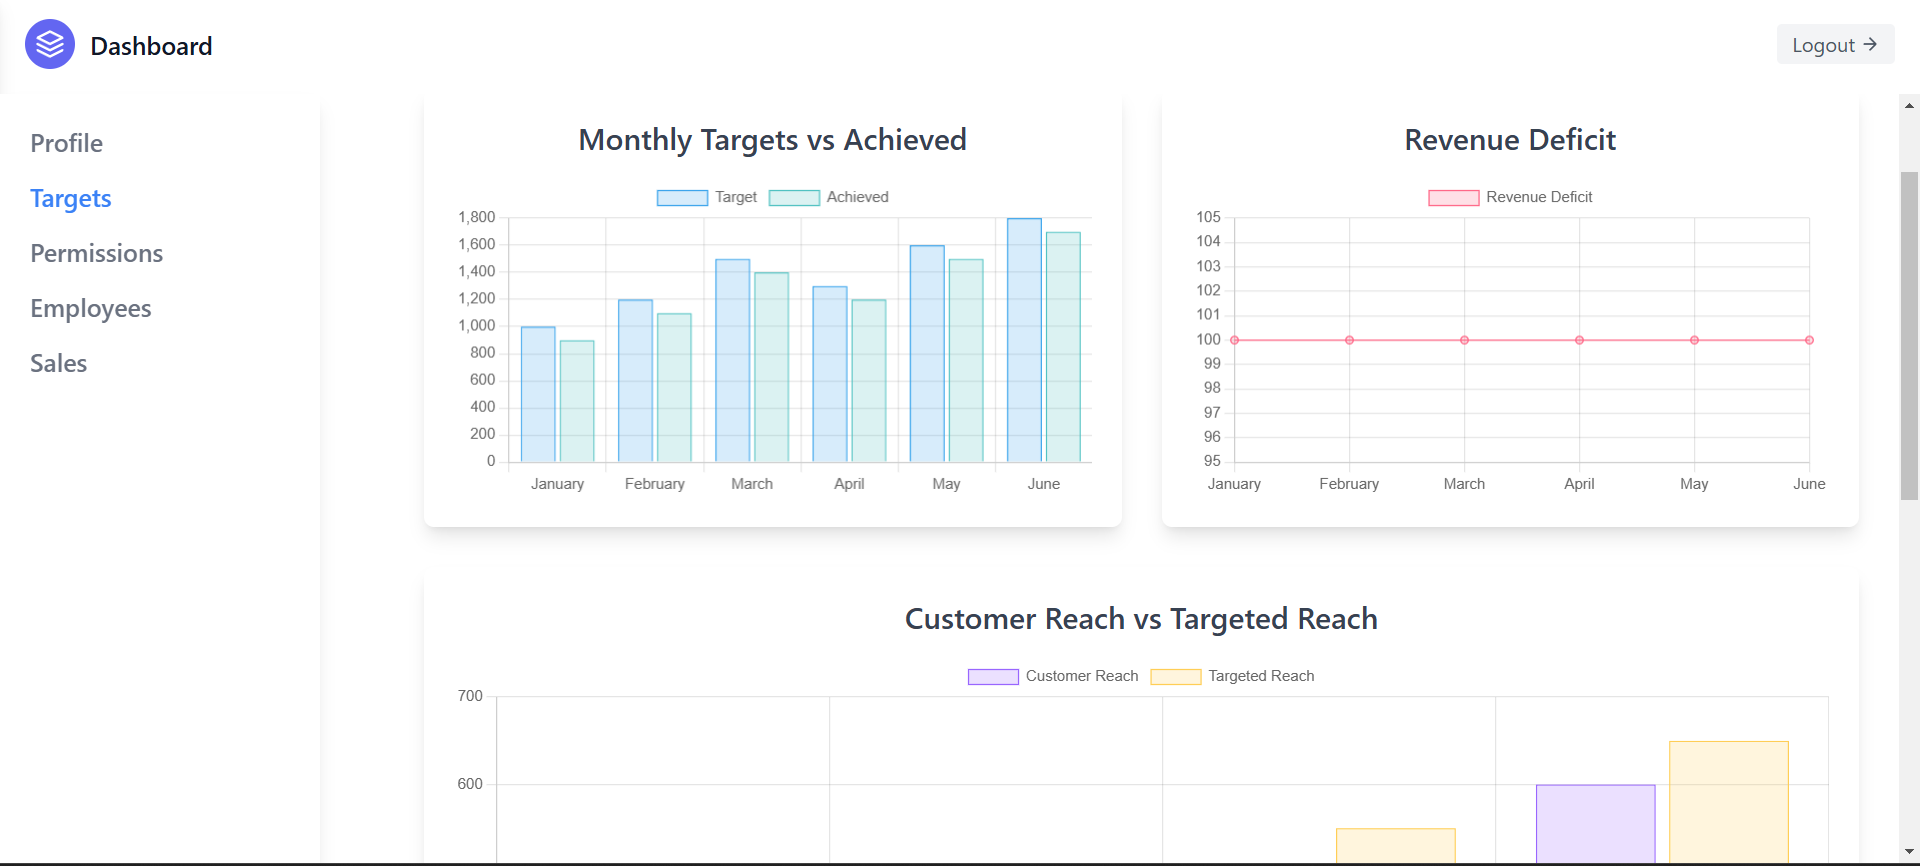 Dashboard
Logout →
Profile
Targets
Permissions
Employees
Sales
Monthly Targets vs Achieved
Target Achieved
1,800
1,600
1,400
1,200
1,000
800
600
400
200
0
January February March April May June
Revenue Deficit
Revenue Deficit
105
104
103
102
101
100
99
98
97
96
95
January February March April May June
Customer Reach vs Targeted Reach
Customer Reach Targeted Reach
700
600